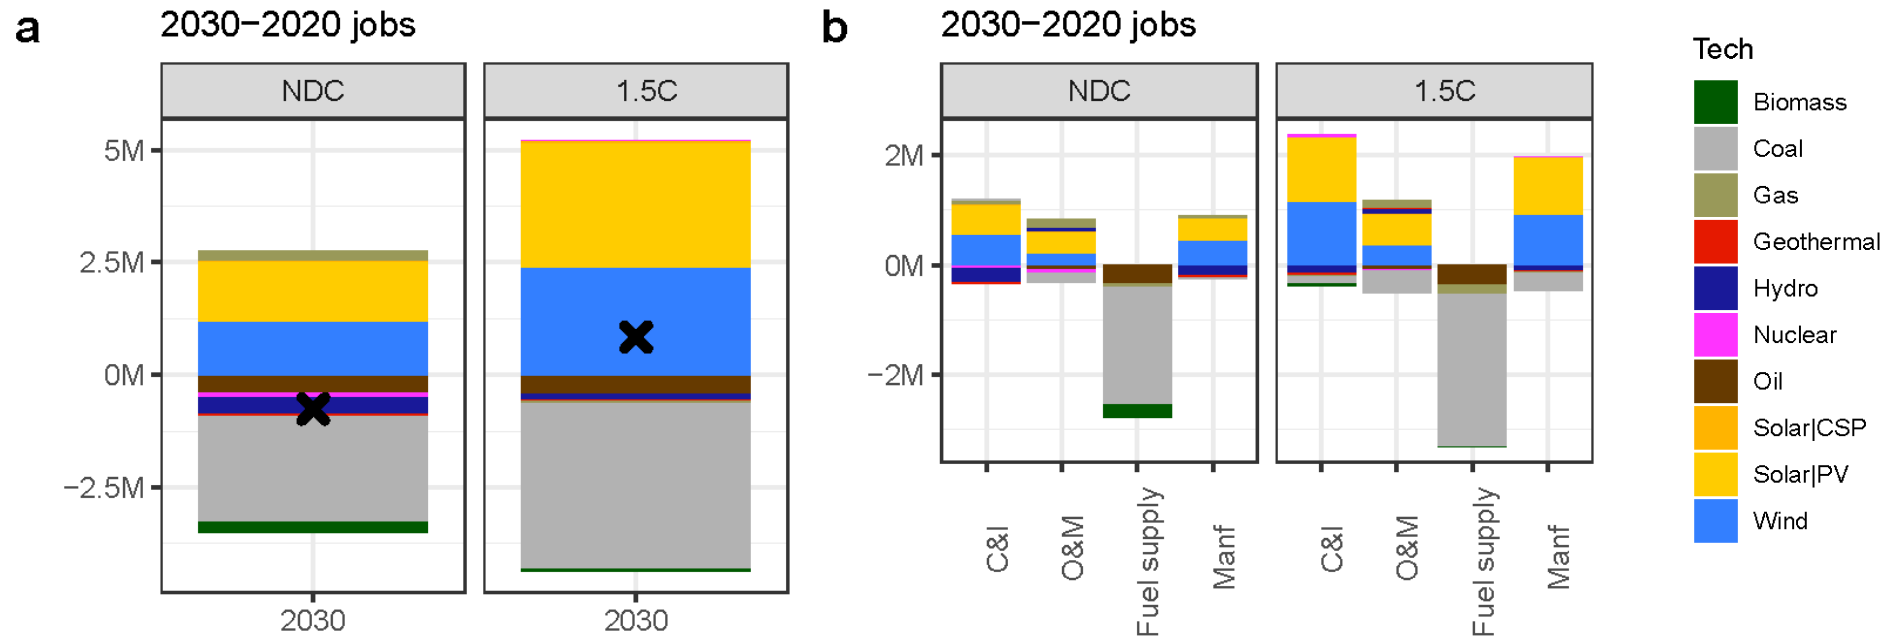 a
2030−2020 jobs
NDC
1.5C
5M
2.5M
0M
−2.5M
2030
2030
b
2030−2020 jobs
NDC
1.5C
2M
0M
−2M
C&I
O&M
Fuel supply
Manf
C&I
O&M
Fuel supply
Manf
Tech
Biomass
Coal
Gas
Geothermal
Hydro
Nuclear
Oil
Solar|CSP
Solar|PV
Wind